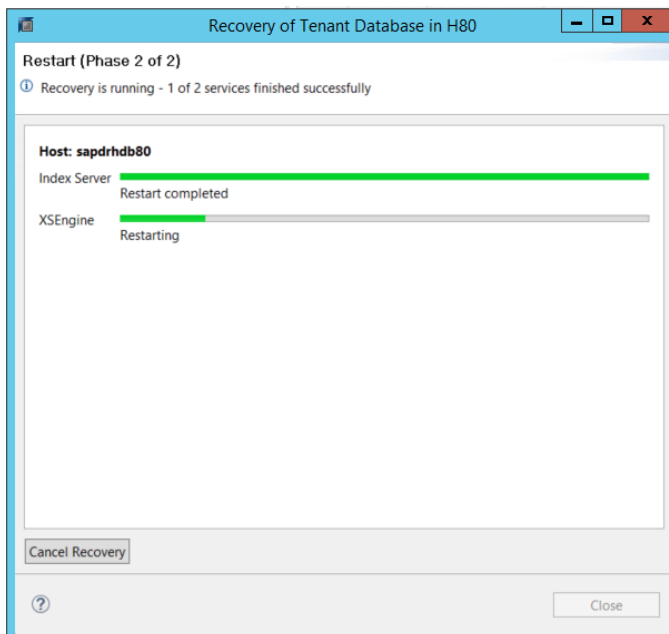 Recovery of Tenant Database in H80
Restart (Phase 2 of 2)
Recovery is running - 1 of 2 services finished successfully
Host: sapdrhdb80
Index Server
Restart completed
XSEngine
Restarting
Cancel Recovery
Close